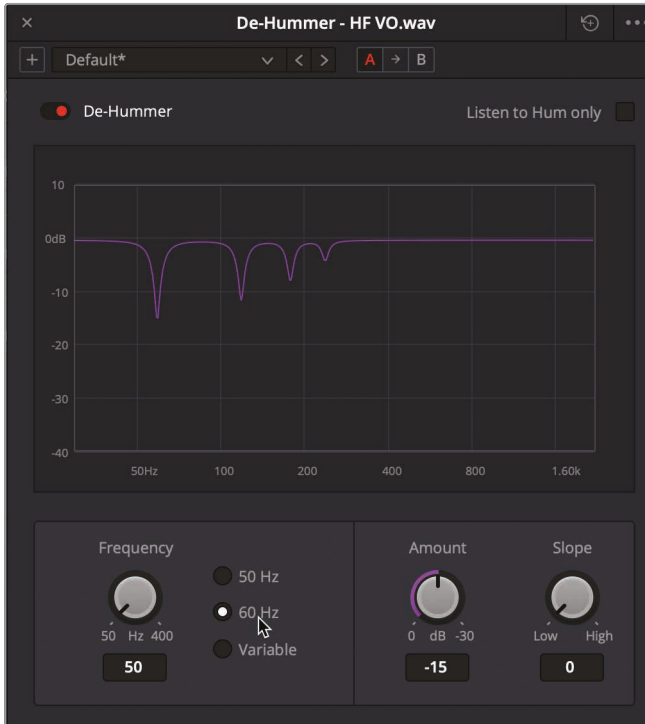 De-Hummer - HF VO.wav
Default*
A
B
De-Hummer
Listen to Hum only
10
0dB
-10
-20
-30
-40
50Hz 100 200 400 800 1.60k
Frequency
50 Hz 400
50
50 Hz
60 Hz
Variable
Amount
0 dB -30
-15
Slope
Low High
0